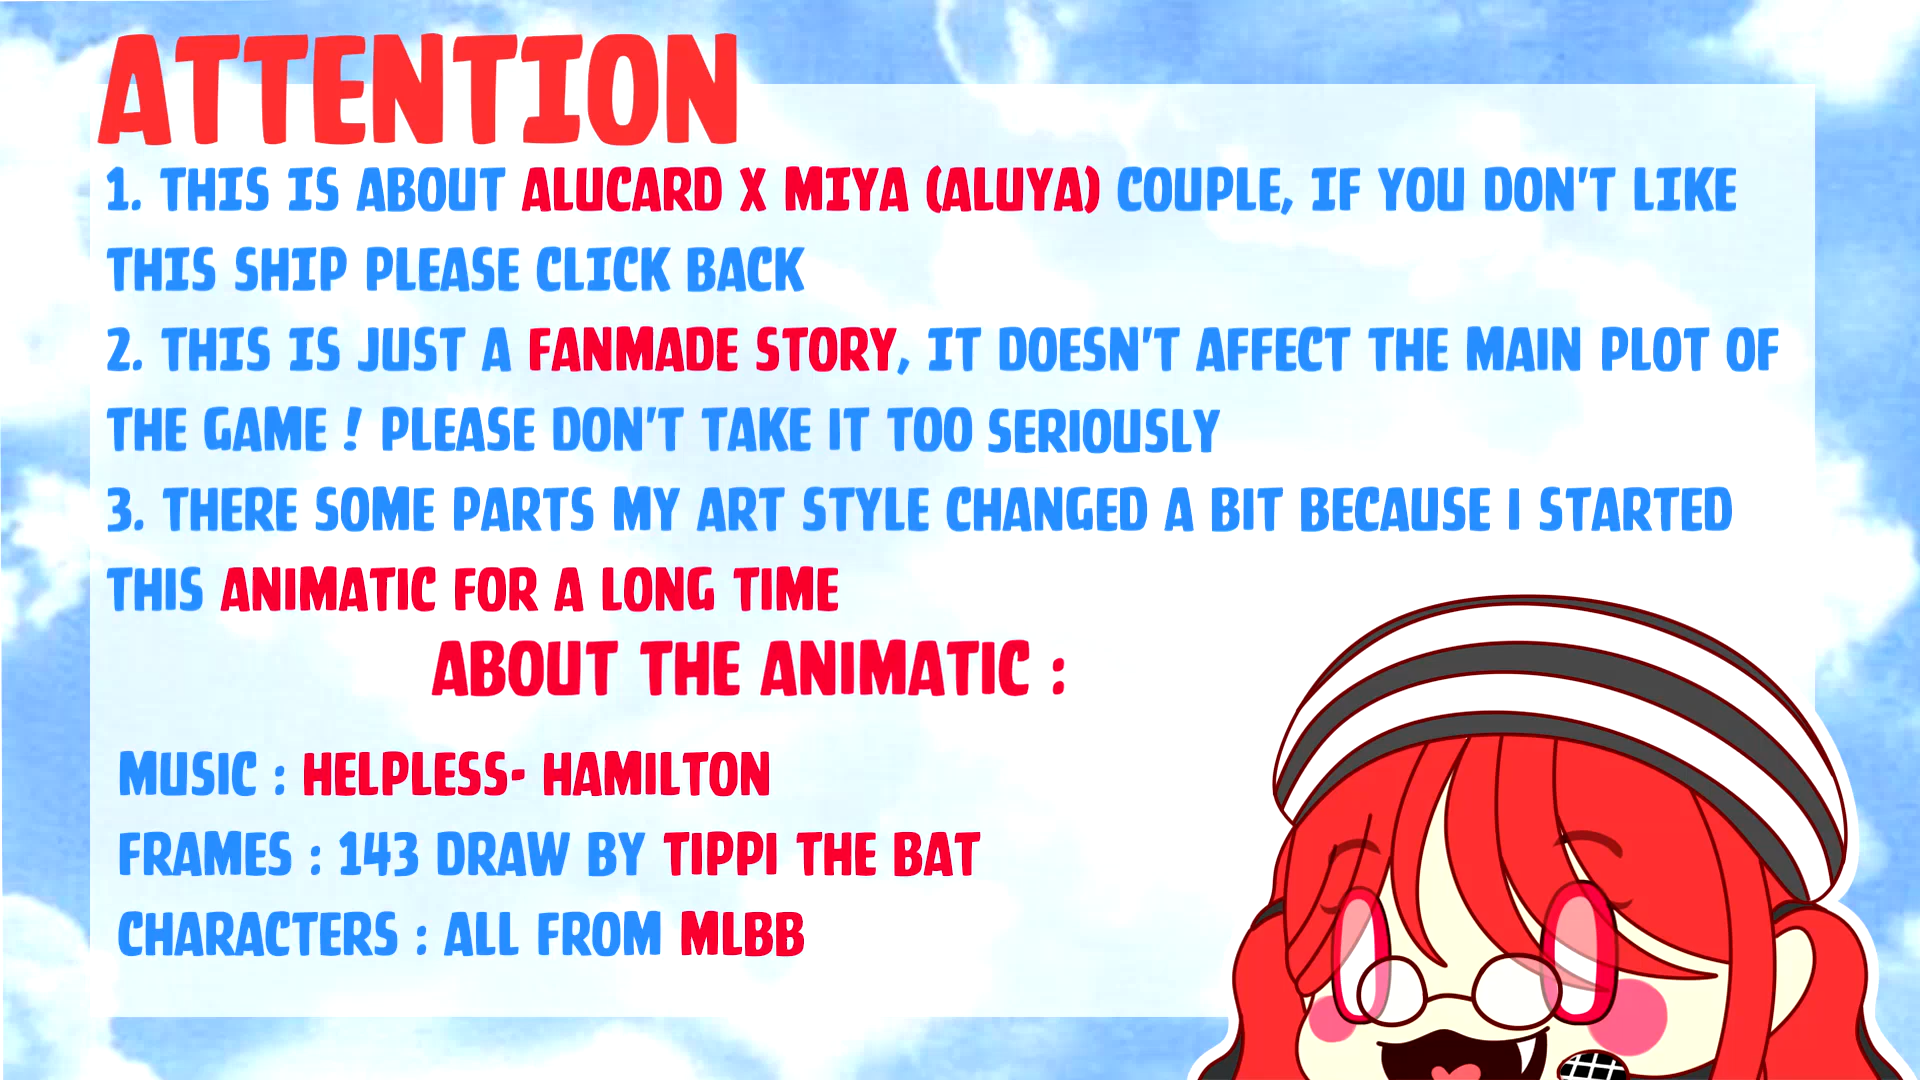 ATTENTION
1. THIS IS ABOUT ALUCARD X MIYA (ALUYA) COUPLE, IF YOU DON'T LIKE
THIS SHIP PLEASE CLICK BACK
2. THIS IS JUST A FANMADE STORY, IT DOESN'T AFFECT THE MAIN PLOT OF
THE GAME ! PLEASE DON'T TAKE IT TOO SERIOUSLY
3. THERE SOME PARTS MY ART STYLE CHANGED A BIT BECAUSE I STARTED
THIS ANIMATIC FOR A LONG TIME
ABOUT THE ANIMATIC :
MUSIC : HELPLESS- HAMILTON
FRAMES : 143 DRAW BY TIPPI THE BAT
CHARACTERS : ALL FROM MLBB